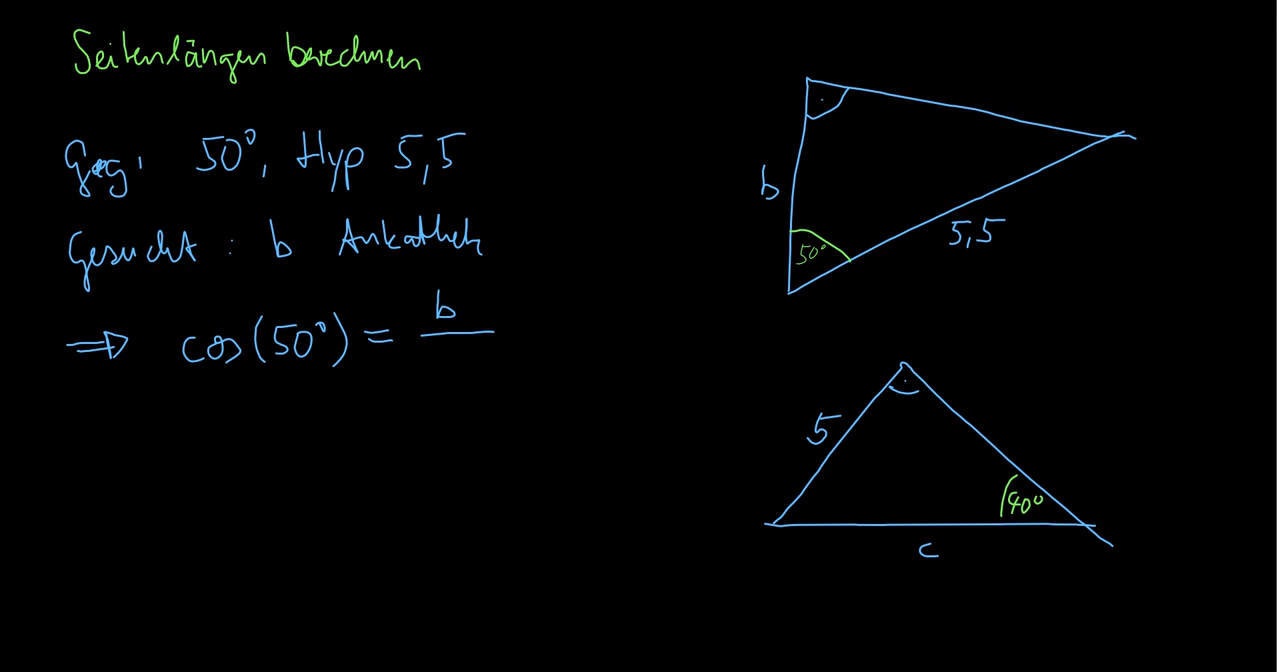 Seitenlängen berechnen
Geg: 50°, Hyp 5,5
Gesucht: b Ankathete
⇒ cos(50°) = b/
b
50°
5,5
5
40°
c